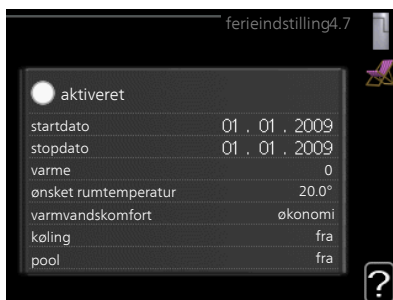 ferieindstilling4.7
aktiveret
startdato 01 . 01 . 2009
stopdato 01 . 01 . 2009
varme 0
ønsket rumtemperatur 20.0°
varmvandskomfort økonomi
køling fra
pool fra
?